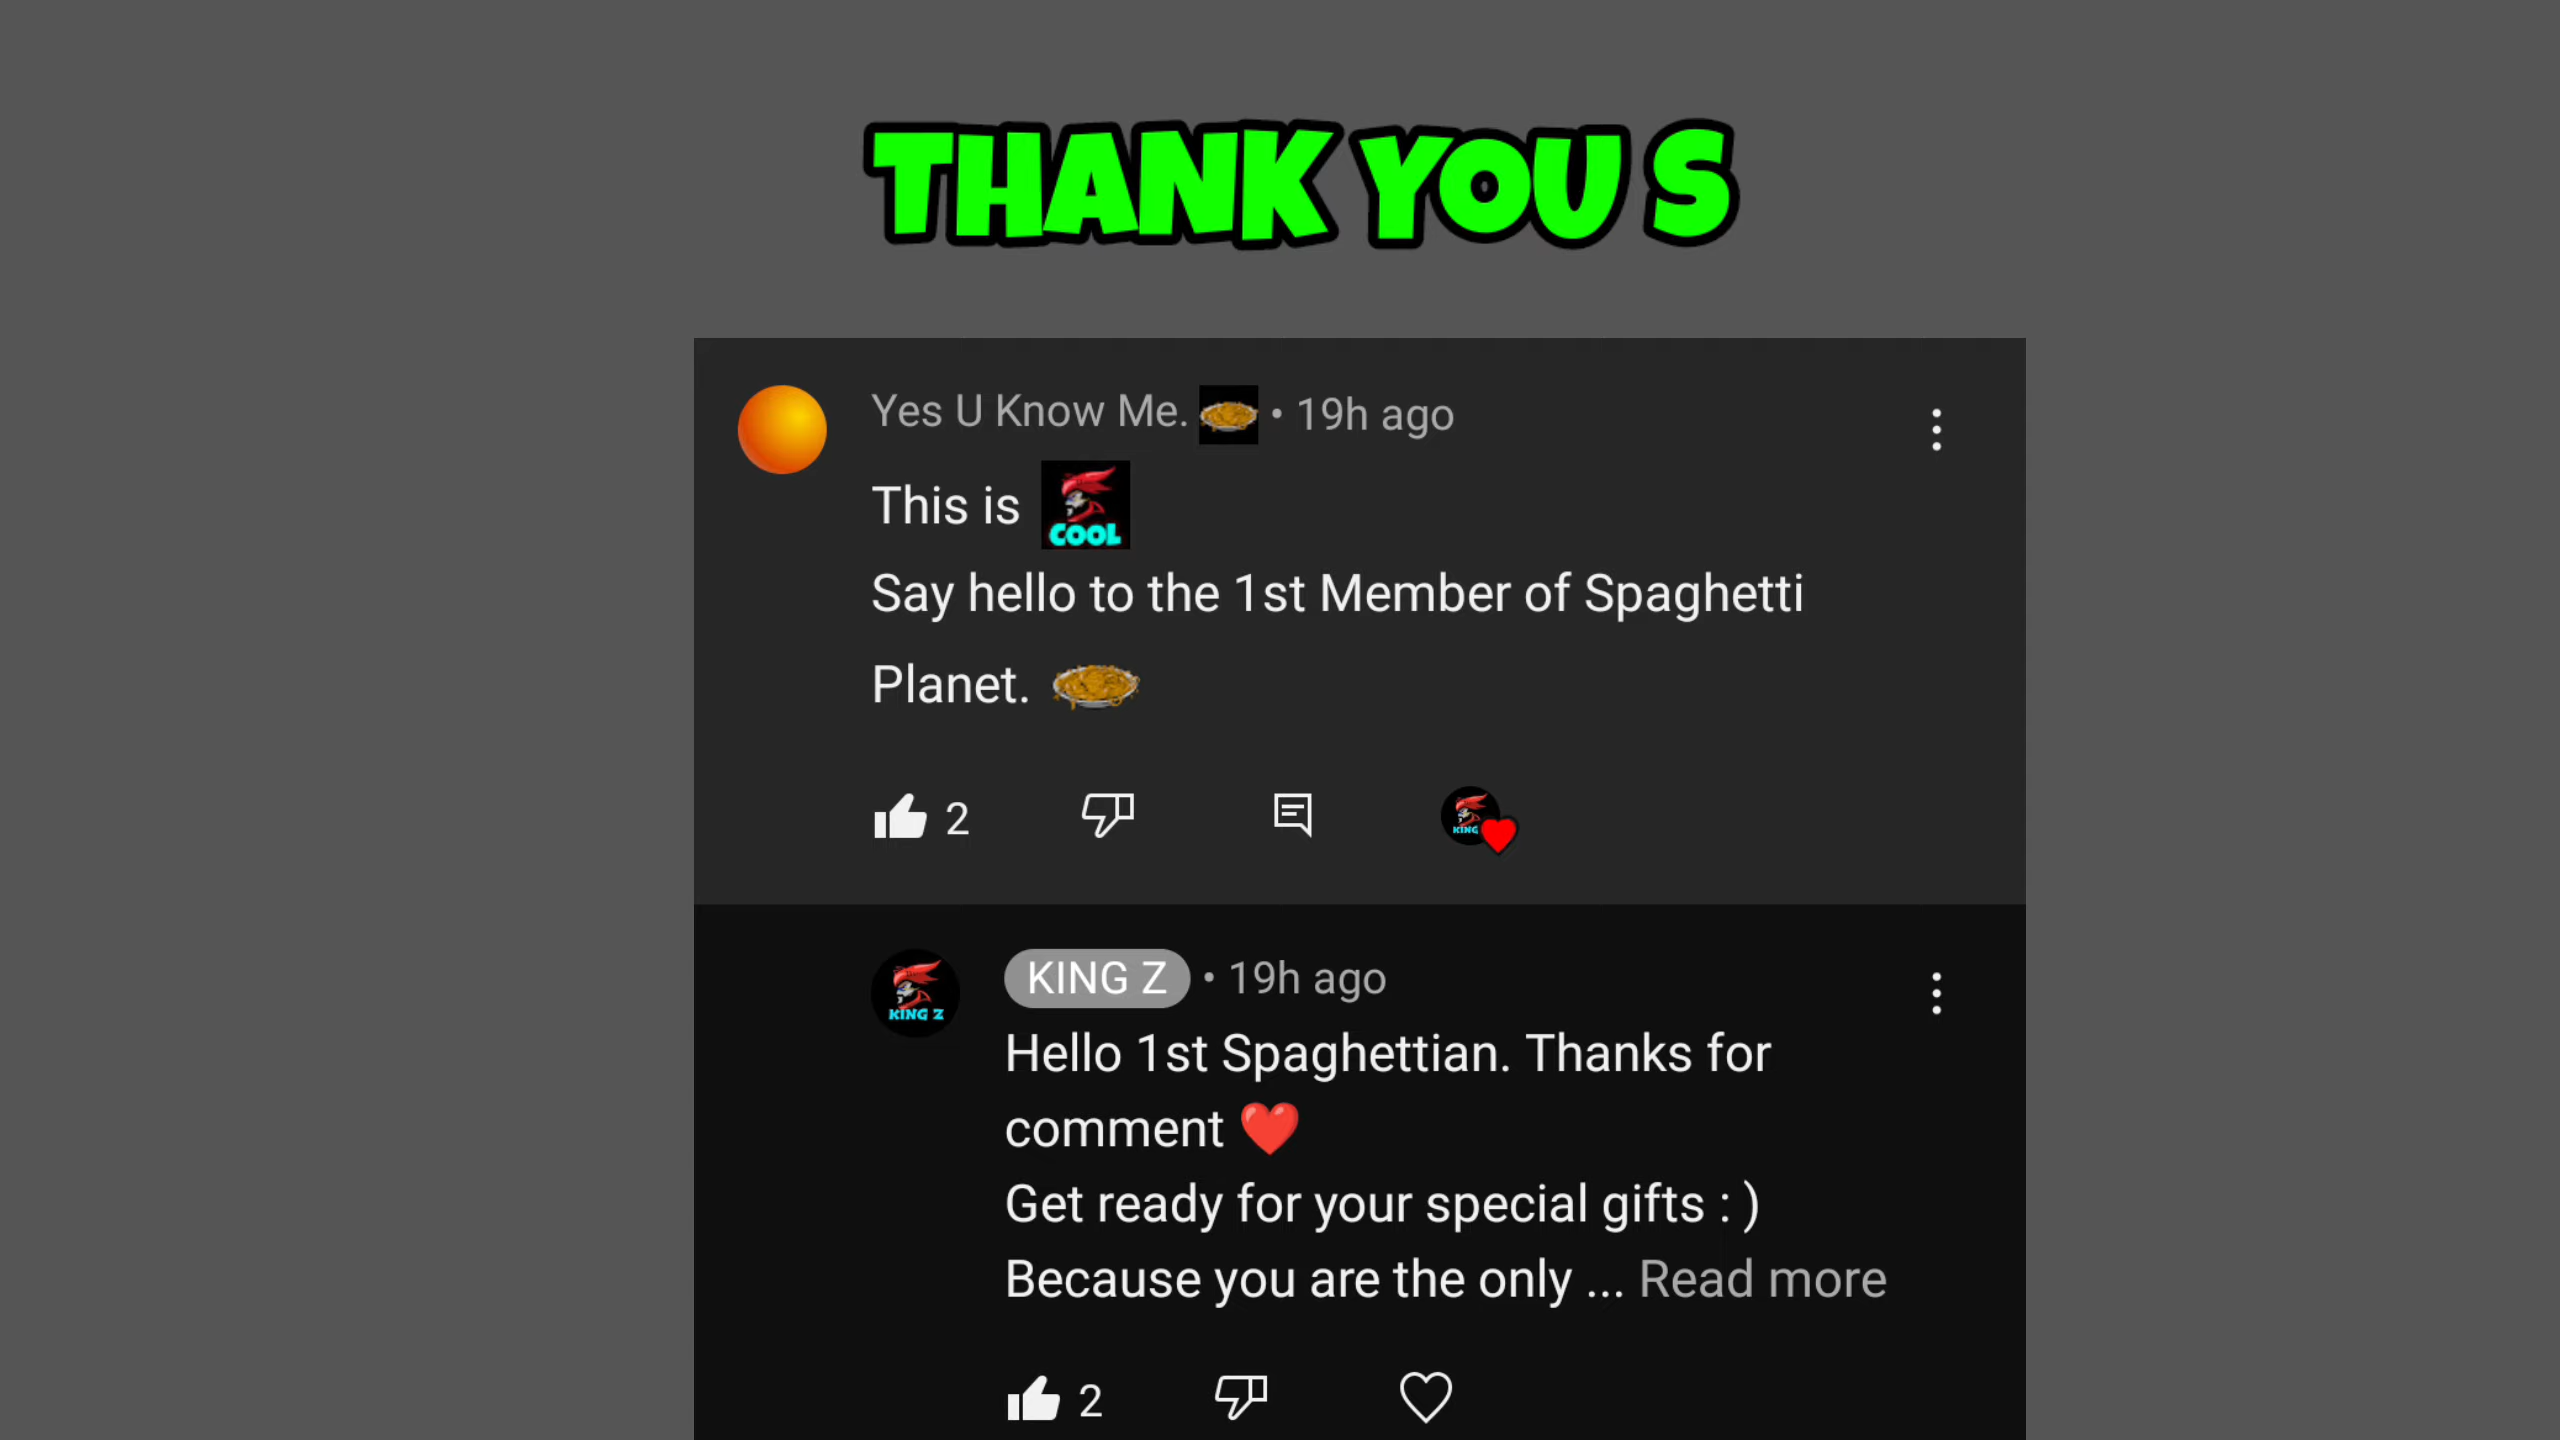 THANK YOU S
Yes U Know Me. • 19h ago
This is COOL
Say hello to the 1st Member of Spaghetti
Planet.
2
KING
KING Z • 19h ago
KING Z
Hello 1st Spaghettian. Thanks for
comment ❤️
Get ready for your special gifts : )
Because you are the only ... Read more
2